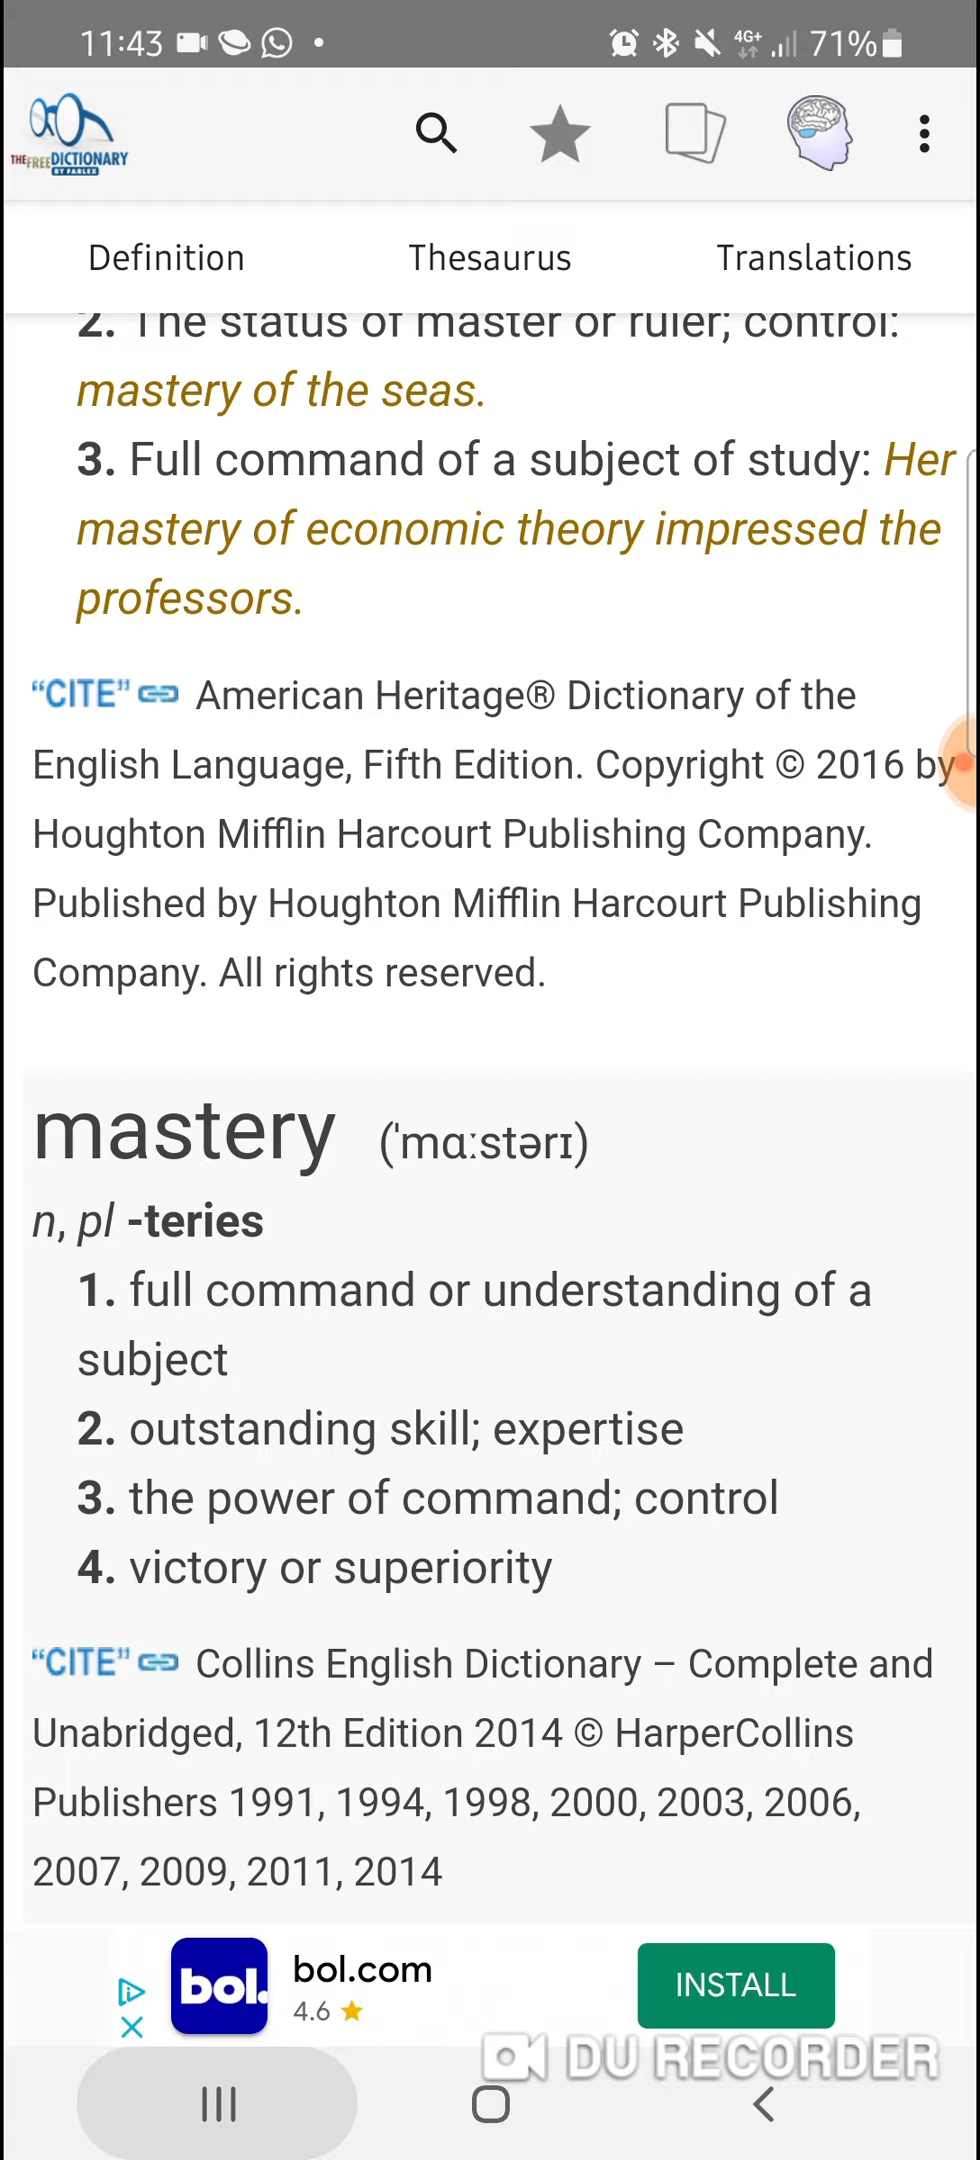 11:43
4G+ 71%
THE FREE DICTIONARY
BY FARLEX
Definition Thesaurus Translations
2. The status of master or ruler; control:
mastery of the seas.
3. Full command of a subject of study: Her
mastery of economic theory impressed the
professors.
“CITE” American Heritage® Dictionary of the
English Language, Fifth Edition. Copyright © 2016 by
Houghton Mifflin Harcourt Publishing Company.
Published by Houghton Mifflin Harcourt Publishing
Company. All rights reserved.
mastery (ˈmɑːstərɪ)
n, pl -teries
1. full command or understanding of a
subject
2. outstanding skill; expertise
3. the power of command; control
4. victory or superiority
“CITE” Collins English Dictionary – Complete and
Unabridged, 12th Edition 2014 © HarperCollins
Publishers 1991, 1994, 1998, 2000, 2003, 2006,
2007, 2009, 2011, 2014
bol.
bol.com
4.6
INSTALL
DU RECORDER